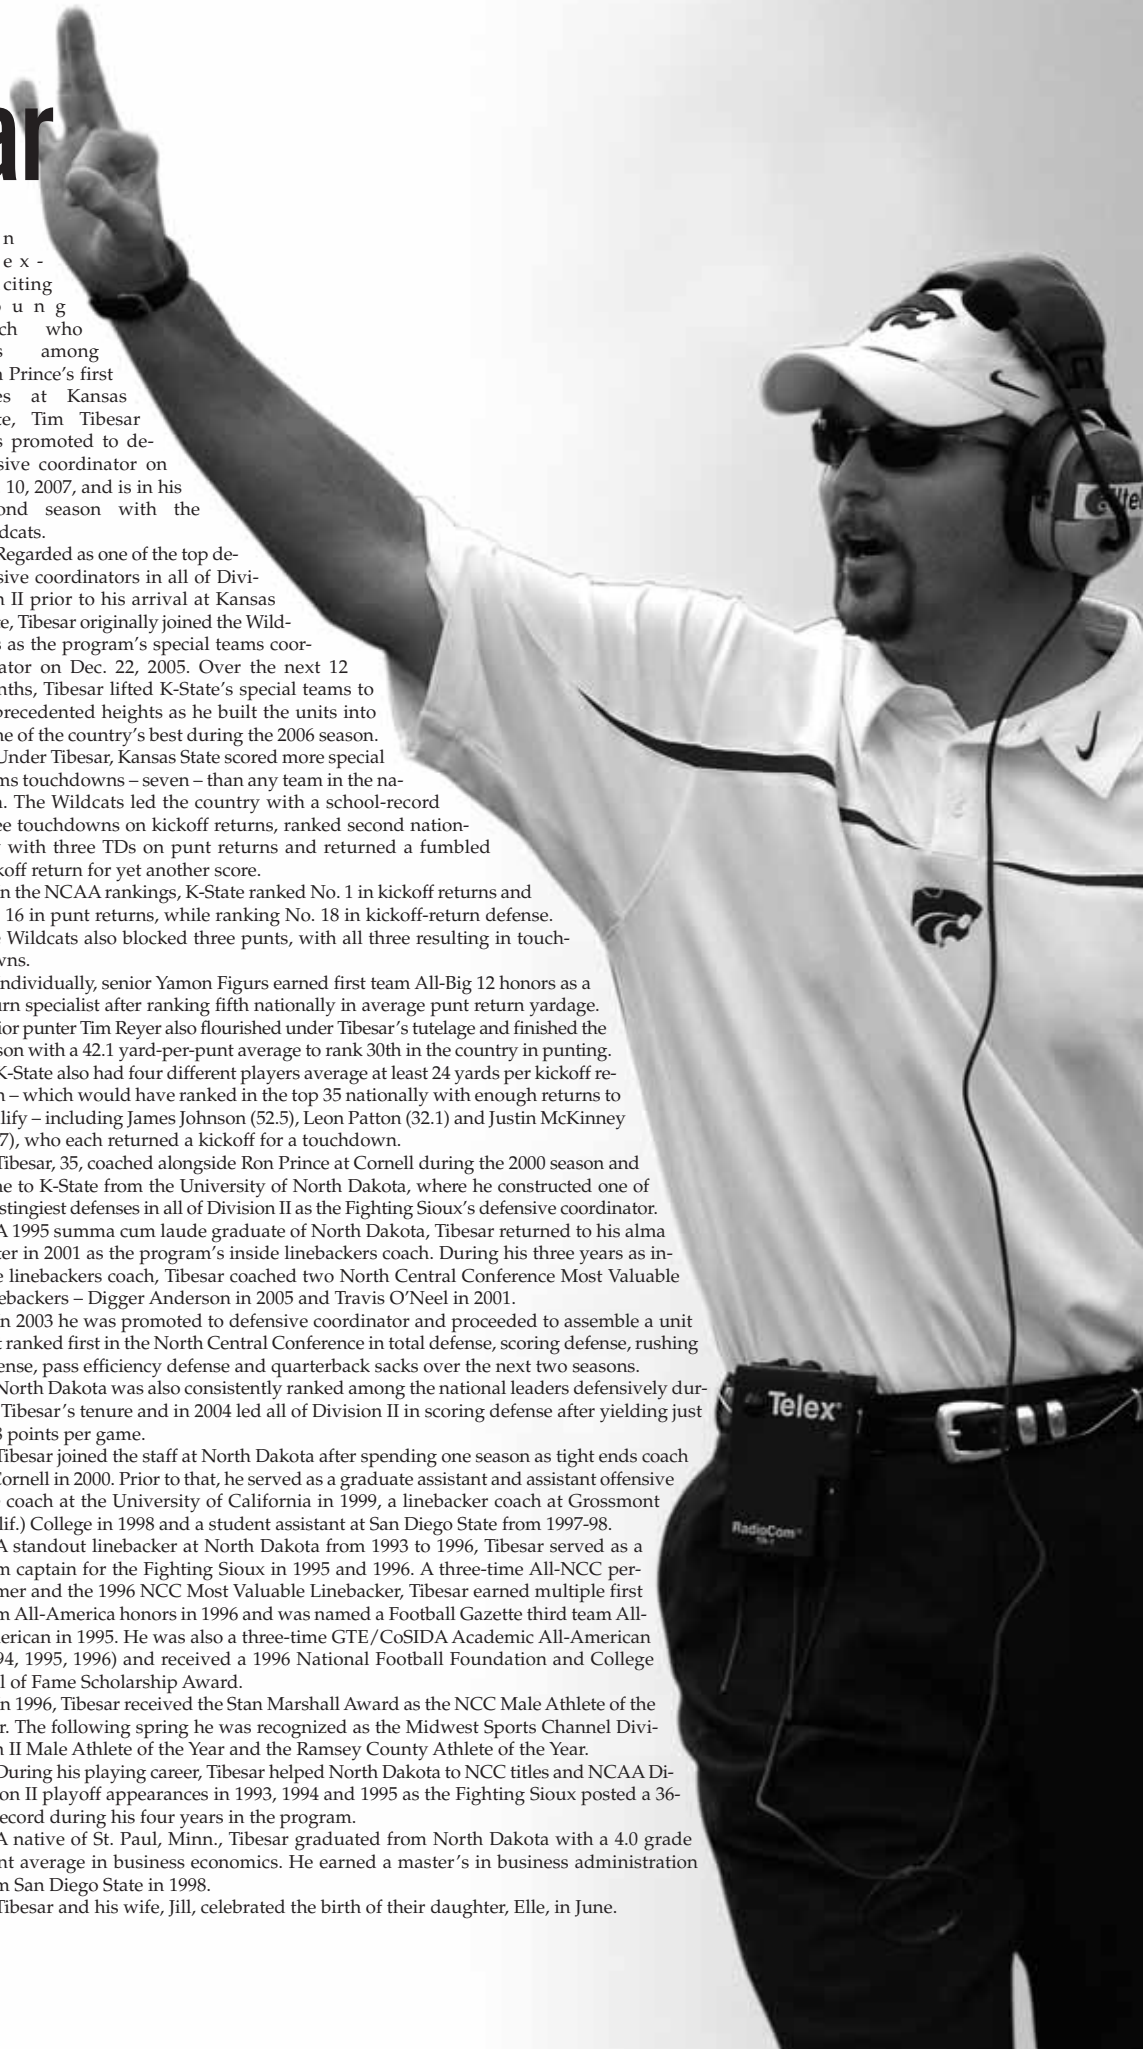 ar
n
e x -
citing
u n g
ch who
s among
Prince's first
es at Kansas
te, Tim Tibesar
s promoted to de-
sive coordinator on
10, 2007, and is in his
ond season with the
dcats.
Regarded as one of the top de-
sive coordinators in all of Divi-
n II prior to his arrival at Kansas
e, Tibesar originally joined the Wild-
s as the program's special teams coor-
ator on Dec. 22, 2005. Over the next 12
nths, Tibesar lifted K-State's special teams to
precedented heights as he built the units into
ne of the country's best during the 2006 season.
Under Tibesar, Kansas State scored more special
ms touchdowns – seven – than any team in the na-
n. The Wildcats led the country with a school-record
ee touchdowns on kickoff returns, ranked second nation-
y with three TDs on punt returns and returned a fumbled
koff return for yet another score.
n the NCAA rankings, K-State ranked No. 1 in kickoff returns and
16 in punt returns, while ranking No. 18 in kickoff-return defense.
e Wildcats also blocked three punts, with all three resulting in touch-
wns.
ndividually, senior Yamon Figurs earned first team All-Big 12 honors as a
urn specialist after ranking fifth nationally in average punt return yardage.
ior punter Tim Reyer also flourished under Tibesar's tutelage and finished the
son with a 42.1 yard-per-punt average to rank 30th in the country in punting.
K-State also had four different players average at least 24 yards per kickoff re-
n – which would have ranked in the top 35 nationally with enough returns to
lify – including James Johnson (52.5), Leon Patton (32.1) and Justin McKinney
7), who each returned a kickoff for a touchdown.
Tibesar, 35, coached alongside Ron Prince at Cornell during the 2000 season and
ne to K-State from the University of North Dakota, where he constructed one of
stingiest defenses in all of Division II as the Fighting Sioux's defensive coordinator.
A 1995 summa cum laude graduate of North Dakota, Tibesar returned to his alma
ter in 2001 as the program's inside linebackers coach. During his three years as in-
e linebackers coach, Tibesar coached two North Central Conference Most Valuable
ebackers – Digger Anderson in 2005 and Travis O'Neel in 2001.
n 2003 he was promoted to defensive coordinator and proceeded to assemble a unit
t ranked first in the North Central Conference in total defense, scoring defense, rushing
ense, pass efficiency defense and quarterback sacks over the next two seasons.
North Dakota was also consistently ranked among the national leaders defensively dur-
Tibesar's tenure and in 2004 led all of Division II in scoring defense after yielding just
3 points per game.
Tibesar joined the staff at North Dakota after spending one season as tight ends coach
Cornell in 2000. Prior to that, he served as a graduate assistant and assistant offensive
coach at the University of California in 1999, a linebacker coach at Grossmont
lif.) College in 1998 and a student assistant at San Diego State from 1997-98.
A standout linebacker at North Dakota from 1993 to 1996, Tibesar served as a
m captain for the Fighting Sioux in 1995 and 1996. A three-time All-NCC per-
mer and the 1996 NCC Most Valuable Linebacker, Tibesar earned multiple first
m All-America honors in 1996 and was named a Football Gazette third team All-
erican in 1995. He was also a three-time GTE/CoSIDA Academic All-American
94, 1995, 1996) and received a 1996 National Football Foundation and College
l of Fame Scholarship Award.
n 1996, Tibesar received the Stan Marshall Award as the NCC Male Athlete of the
r. The following spring he was recognized as the Midwest Sports Channel Divi-
n II Male Athlete of the Year and the Ramsey County Athlete of the Year.
During his playing career, Tibesar helped North Dakota to NCC titles and NCAA Di-
on II playoff appearances in 1993, 1994 and 1995 as the Fighting Sioux posted a 36-
ecord during his four years in the program.
A native of St. Paul, Minn., Tibesar graduated from North Dakota with a 4.0 grade
nt average in business economics. He earned a master's in business administration
m San Diego State in 1998.
Tibesar and his wife, Jill, celebrated the birth of their daughter, Elle, in June.
Telex
RadioCom